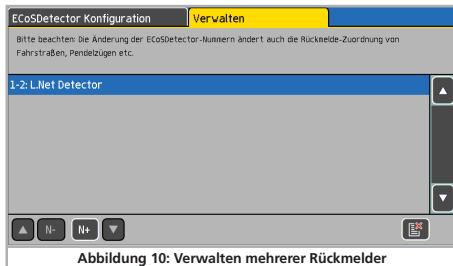 ECoSDetector Konfiguration
Verwalten
Bitte beachten: Die Änderung der ECoSDetector-Nummern ändert auch die Rückmelde-Zuordnung von
Fahrstraßen, Pendelzügen etc.
1-2: L.Net Detector
N- N+
Abbildung 10: Verwalten mehrerer Rückmelder